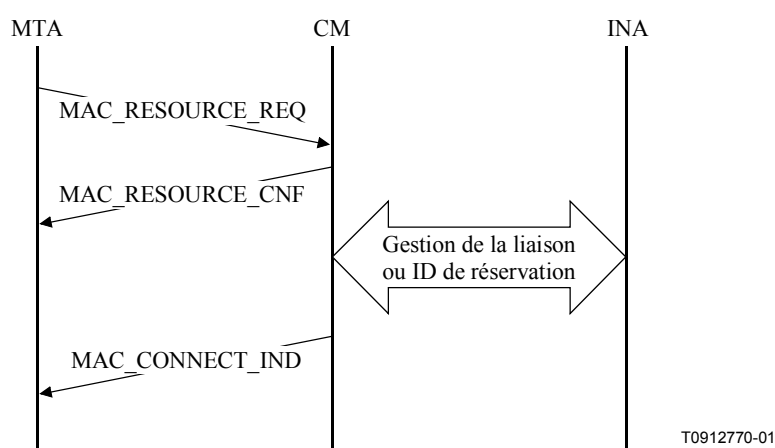 MTA CM INA
MAC_RESOURCE_REQ
MAC_RESOURCE_CNF
Gestion de la liaison
ou ID de réservation
MAC_CONNECT_IND
T0912770-01